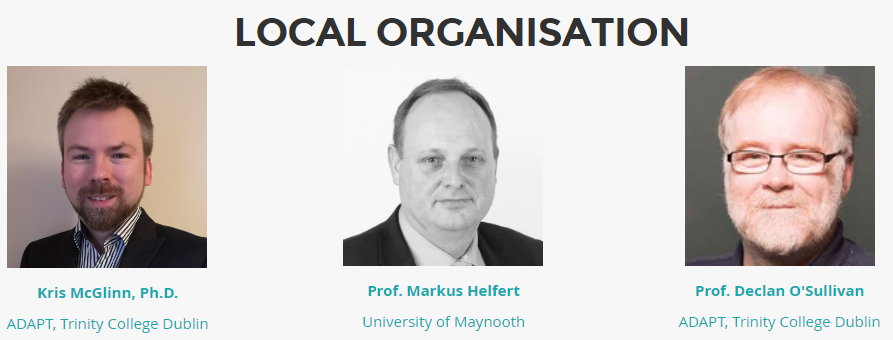 LOCAL ORGANISATION
Kris McGlinn, Ph.D.
ADAPT, Trinity College Dublin
Prof. Markus Helfert
University of Maynooth
Prof. Declan O'Sullivan
ADAPT, Trinity College Dublin